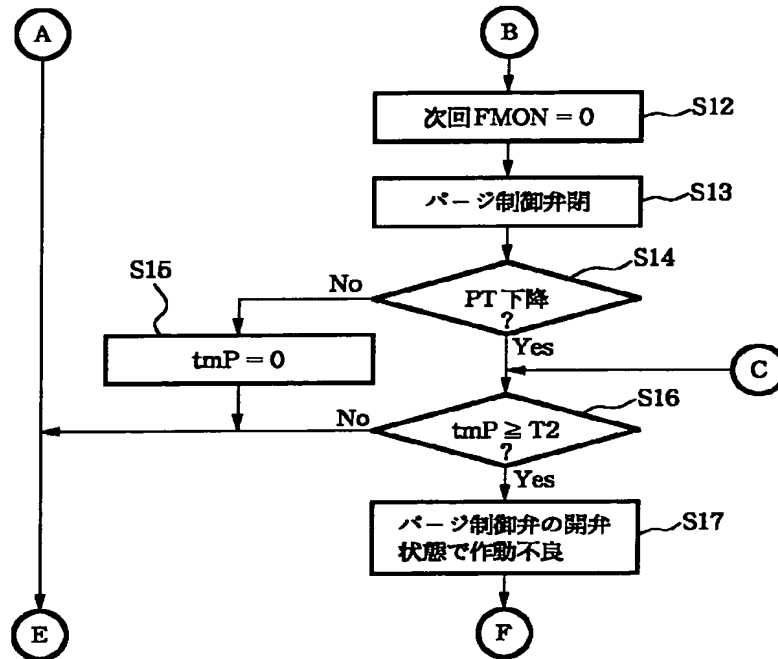 A
B
次回FMON = 0
S12
パージ制御弁閉
S13
S14
PT 下降
?
No
Yes
S15
tmP = 0
C
S16
tmP ≧ T2
?
No
Yes
パージ制御弁の開弁
状態で作動不良
S17
E
F